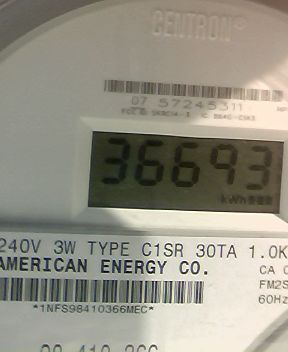 CENTRON®
07 57245311
36693
kWh
240V 3W TYPE C1SR 30TA 1.0K
AMERICAN ENERGY CO.
CA
FM2S
60Hz
*1NFS98410366MEC*